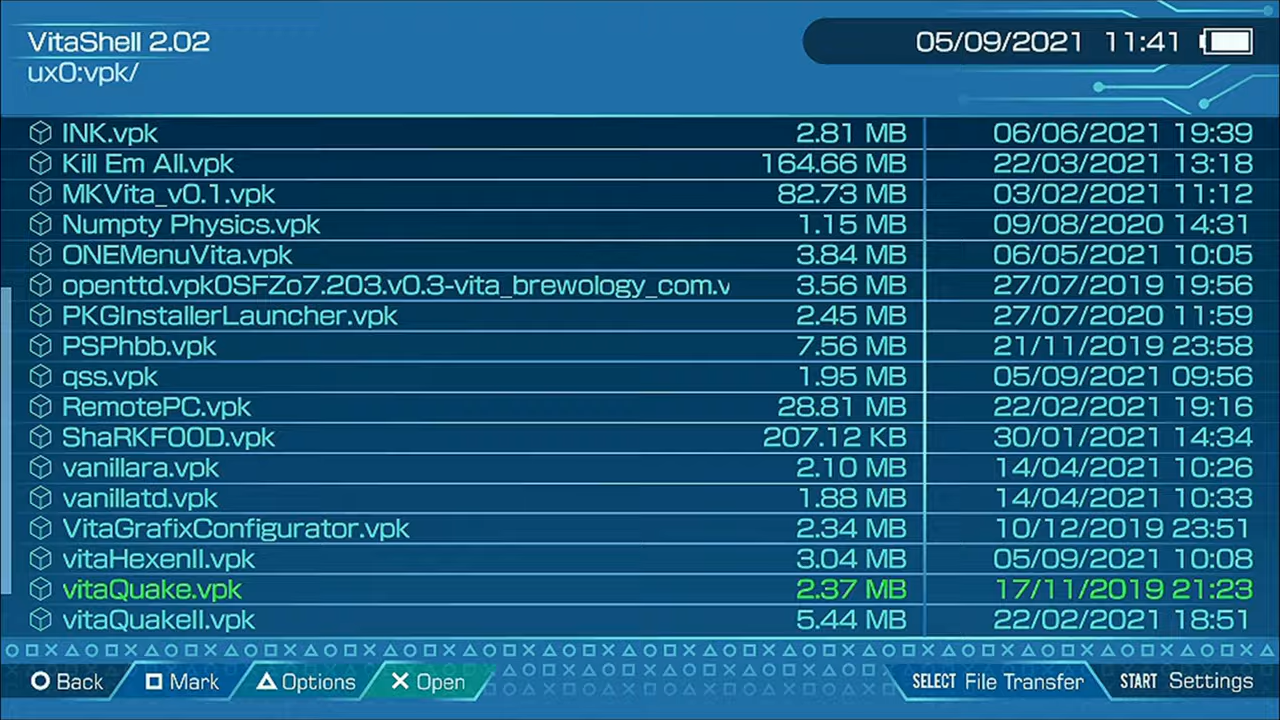 VitaShell 2.02
05/09/2021 11:41
ux0:vpk/
INK.vpk 2.81 MB 06/06/2021 19:39
Kill Em All.vpk 164.66 MB 22/03/2021 13:18
MKVita_v0.1.vpk 82.73 MB 03/02/2021 11:12
Numpty Physics.vpk 1.15 MB 09/08/2020 14:31
ONEMenuVita.vpk 3.84 MB 06/05/2021 10:05
openttd.vpk0SFZo7.203.v0.3-vita_brewology_com.v 3.56 MB 27/07/2019 19:56
PKGInstallerLauncher.vpk 2.45 MB 27/07/2020 11:59
PSPhbb.vpk 7.56 MB 21/11/2019 23:58
qss.vpk 1.95 MB 05/09/2021 09:56
RemotePC.vpk 28.81 MB 22/02/2021 19:16
ShaRKF00D.vpk 207.12 KB 30/01/2021 14:34
vanillara.vpk 2.10 MB 14/04/2021 10:26
vanillatd.vpk 1.88 MB 14/04/2021 10:33
VitaGrafixConfigurator.vpk 2.34 MB 10/12/2019 23:51
vitaHexenII.vpk 3.04 MB 05/09/2021 10:08
vitaQuake.vpk 2.37 MB 17/11/2019 21:23
vitaQuakeII.vpk 5.44 MB 22/02/2021 18:51
Back Mark Options Open SELECT File Transfer START Settings